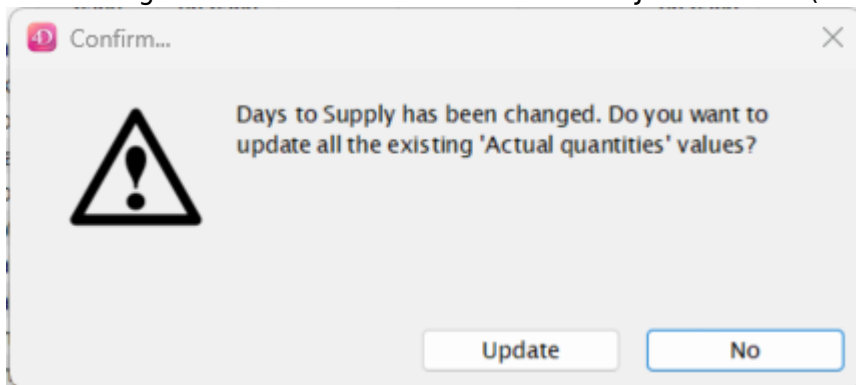 4D Confirm...
Days to Supply has been changed. Do you want to
update all the existing 'Actual quantities' values?
Update No